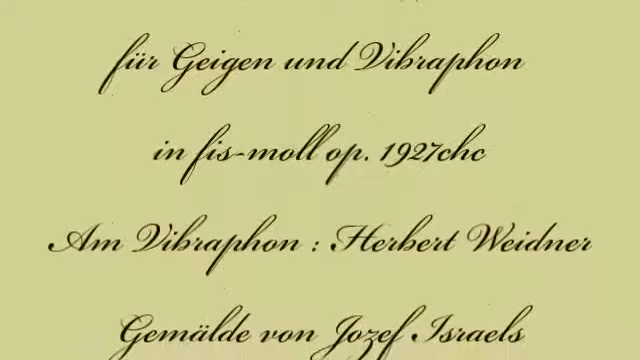 für Geigen und Vibraphon
in fis-moll op. 1927chc
Am Vibraphon : Herbert Weidner
Gemälde von Jozef Israels